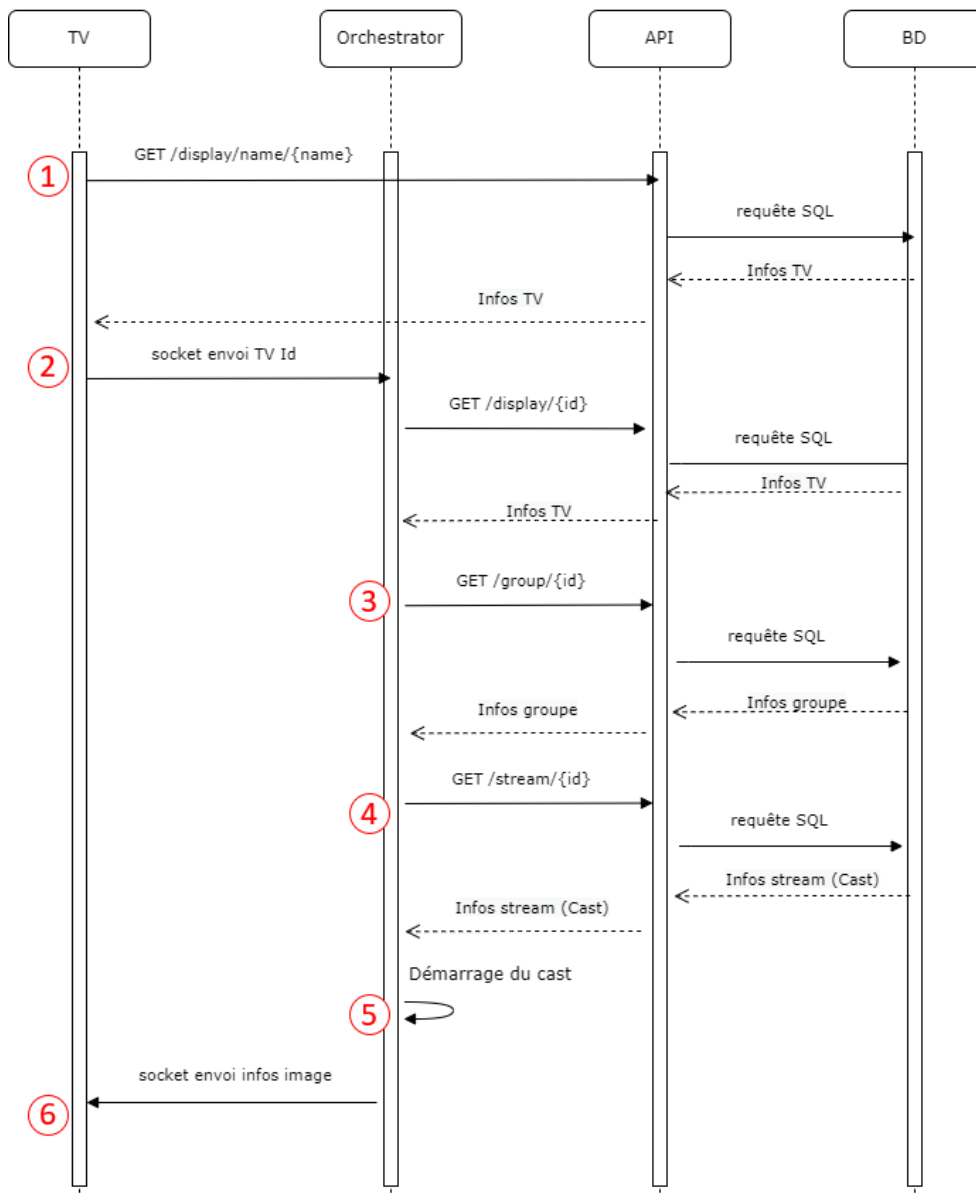 TV
Orchestrator
API
BD
GET /display/name/{name}
1
requête SQL
Infos TV
Infos TV
socket envoi TV Id
2
GET /display/{id}
requête SQL
Infos TV
Infos TV
GET /group/{id}
3
requête SQL
Infos groupe
Infos groupe
GET /stream/{id}
4
requête SQL
Infos stream (Cast)
Infos stream (Cast)
Démarrage du cast
5
socket envoi infos image
6